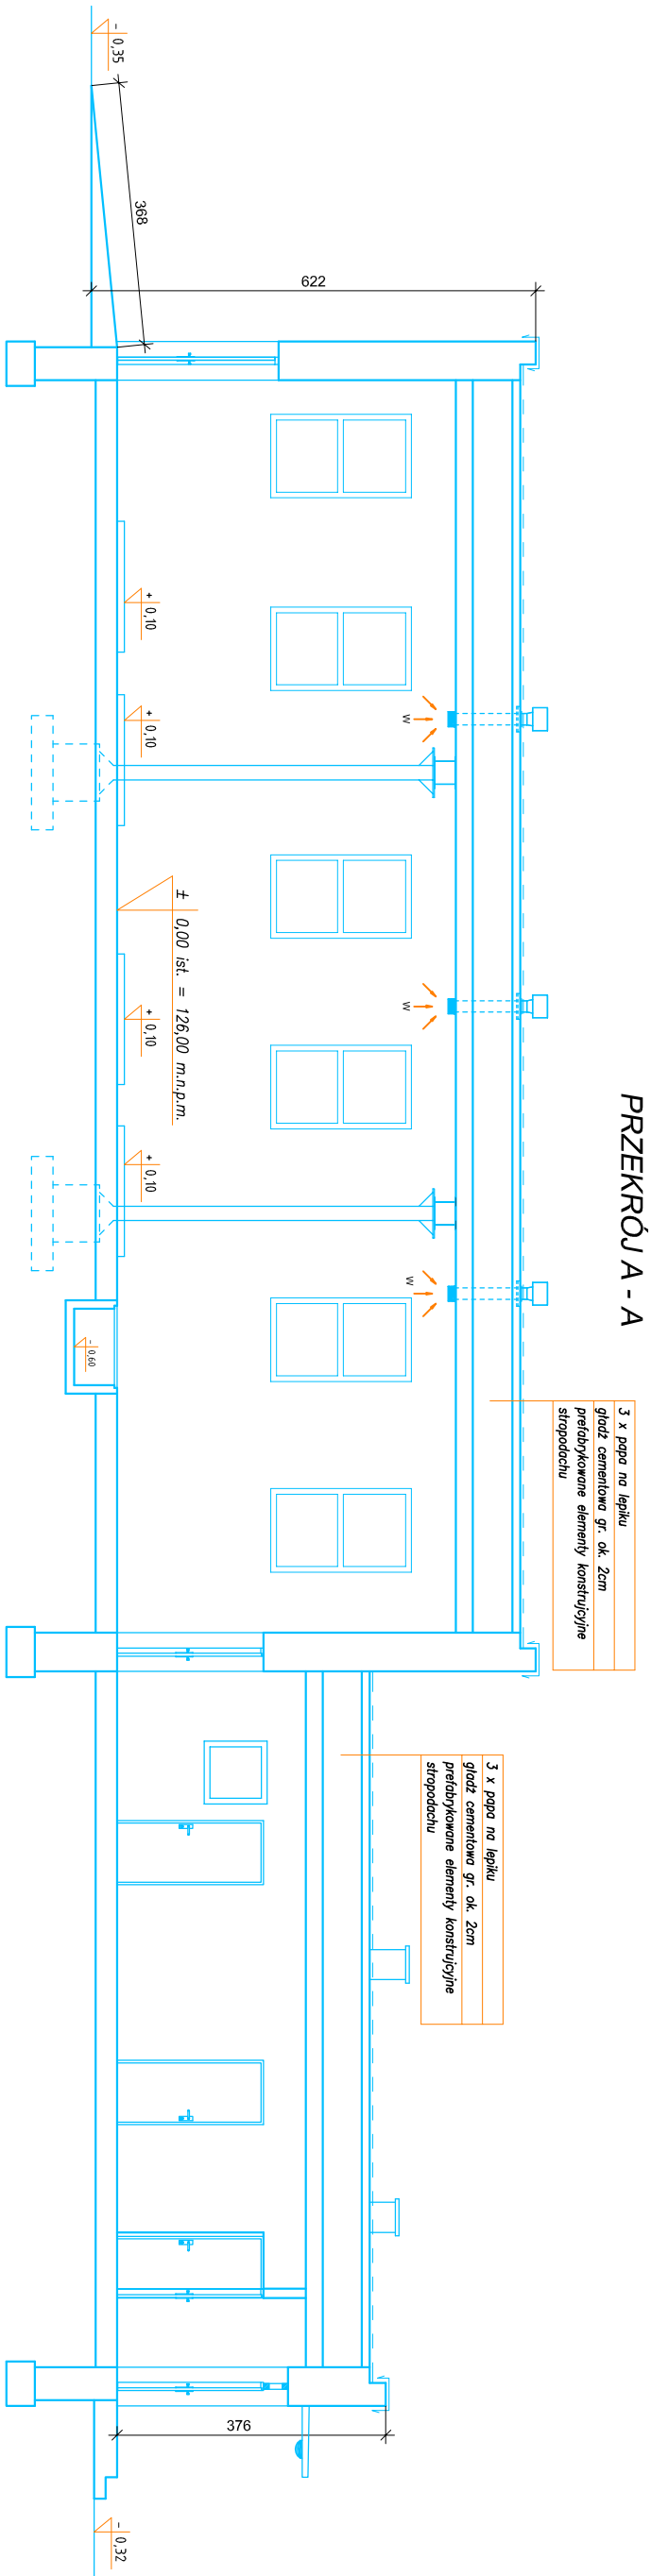 PRZEKRÓJ A - A
3 x papa na lepiku
gładź cementowa gr. ok. 2cm
prefabrykowane elementy konstrujcyjne
stropodachu
3 x papa na lepiku
gładź cementowa gr. ok. 2cm
prefabrykowane elementy konstrujcyjne
stropodachu
622
W
W
W
376
368
± 0,00 ist. = 126,00 m.n.p.m.
+ 0,10
+ 0,10
+ 0,10
+ 0,10
- 0,35
- 0,60
- 0,32